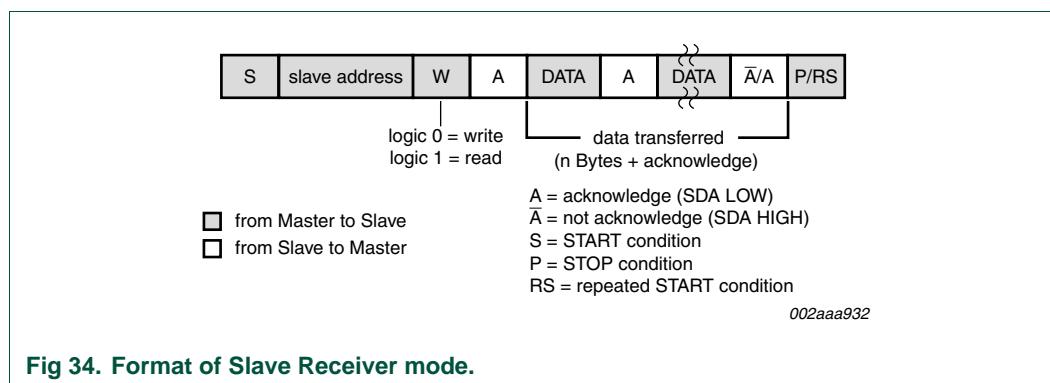 S slave address W A DATA A DATA A̅/A P/RS
logic 0 = write
logic 1 = read
data transferred
(n Bytes + acknowledge)
A = acknowledge (SDA LOW)
A̅ = not acknowledge (SDA HIGH)
S = START condition
P = STOP condition
RS = repeated START condition
from Master to Slave
from Slave to Master
002aaa932
Fig 34. Format of Slave Receiver mode.